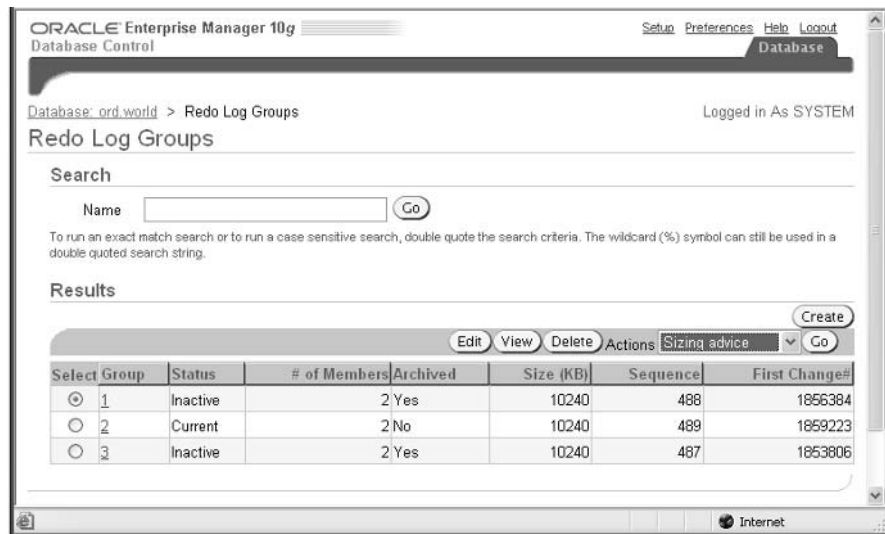 ORACLE Enterprise Manager 10g
Database Control
Setup Preferences Help Logout
Database
Database: ord.world > Redo Log Groups
Logged in As SYSTEM
Redo Log Groups
Search
Name Go
To run an exact match search or to run a case sensitive search, double quote the search criteria. The wildcard (%) symbol can still be used in a
double quoted search string.
Results
Create
Edit View Delete Actions Sizing advice Go
Select Group Status # of Members Archived Size (KB) Sequence First Change#
1 Inactive 2 Yes 10240 488 1856384
2 Current 2 No 10240 489 1859223
3 Inactive 2 Yes 10240 487 1853806
Internet